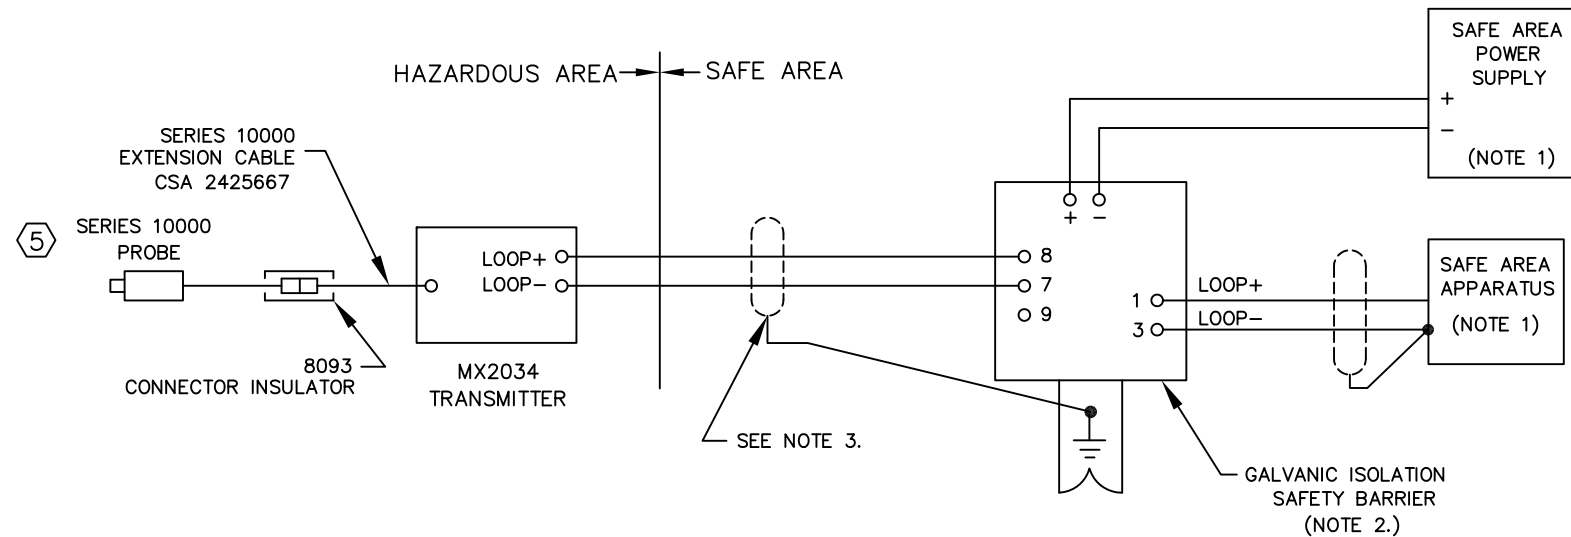 SAFE AREA
POWER
SUPPLY
+
−
(NOTE 1)
HAZARDOUS AREA
SAFE AREA
SERIES 10000
EXTENSION CABLE
CSA 2425667
5
SERIES 10000
PROBE
8093
CONNECTOR INSULATOR
LOOP+
LOOP−
MX2034
TRANSMITTER
SEE NOTE 3.
+ −
8
7
9
1
3
LOOP+
LOOP−
SAFE AREA
APPARATUS
(NOTE 1)
GALVANIC ISOLATION
SAFETY BARRIER
(NOTE 2.)